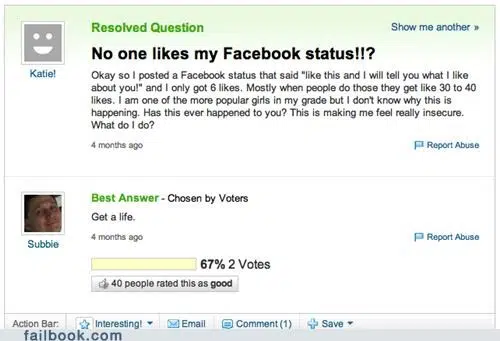 Resolved Question
Show me another »
Katie!
No one likes my Facebook status!!?
Okay so I posted a Facebook status that said "like this and I will tell you what I like
about you!" and I only got 6 likes. Mostly when people do those they get like 30 to 40
likes. I am one of the more popular girls in my grade but I don't know why this is
happening. Has this ever happened to you? This is making me feel really insecure.
What do I do?
4 months ago
Report Abuse
Subbie
Best Answer - Chosen by Voters
Get a life.
4 months ago
Report Abuse
67% 2 Votes
40 people rated this as good
Action Bar:
Interesting!
Email
Comment (1)
Save
failbook.com